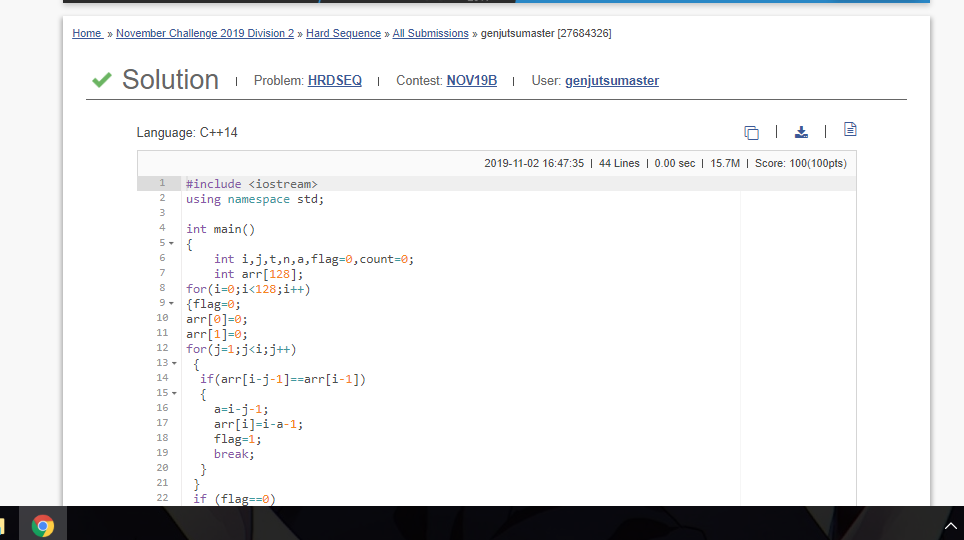 Home » November Challenge 2019 Division 2 » Hard Sequence » All Submissions » genjutsumaster [27684326]
Solution | Problem: HRDSEQ | Contest: NOV19B | User: genjutsumaster
Language: C++14
2019-11-02 16:47:35 | 44 Lines | 0.00 sec | 15.7M | Score: 100(100pts)
1 #include <iostream>
2 using namespace std;
3
4 int main()
5 {
6 int i,j,t,n,a,flag=0,count=0;
7 int arr[128];
8 for(i=0;i<128;i++)
9 {flag=0;
10 arr[0]=0;
11 arr[1]=0;
12 for(j=1;j<i;j++)
13 {
14 if(arr[i-j-1]==arr[i-1])
15 {
16 a=i-j-1;
17 arr[i]=i-a-1;
18 flag=1;
19 break;
20 }
21 }
22 if (flag==0)